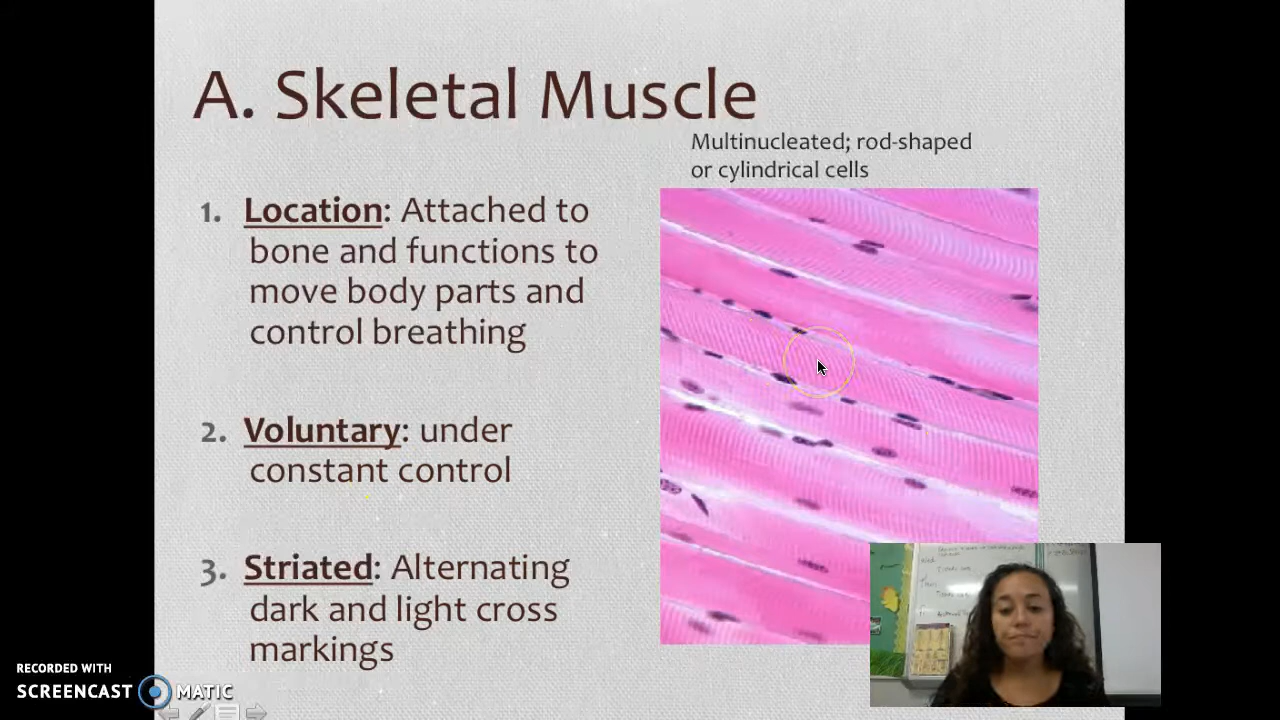 A. Skeletal Muscle
Multinucleated; rod-shaped
or cylindrical cells
1. Location: Attached to
bone and functions to
move body parts and
control breathing
2. Voluntary: under
constant control
3. Striated: Alternating
dark and light cross
markings
RECORDED WITH
SCREENCAST MATIC